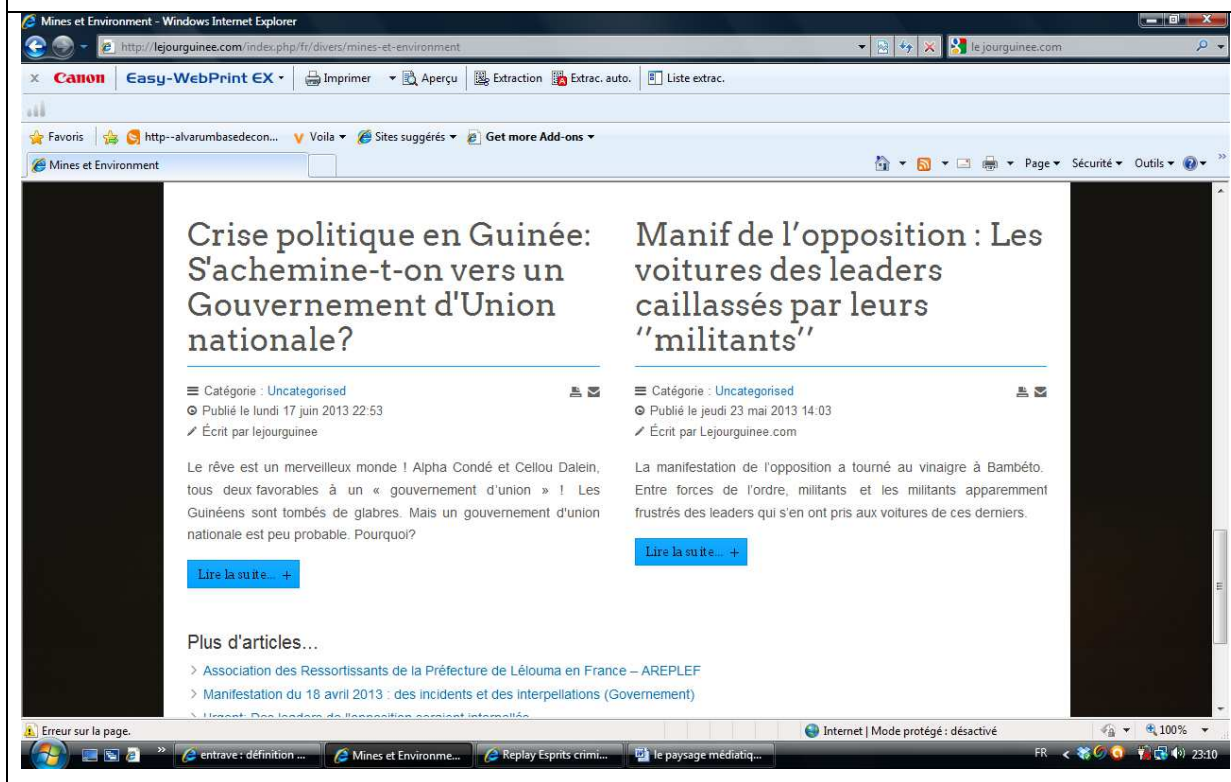 Mines et Environment - Windows Internet Explorer
http://lejourguinee.com/index.php/fr/divers/mines-et-environment
le jourguinee.com
x Canon Easy-WebPrint EX Imprimer Aperçu Extraction Extrac. auto. Liste extrac.
Favoris http--alvarumbasedecon... Voila Sites suggérés Get more Add-ons
Mines et Environment
Page Sécurité Outils
Crise politique en Guinée:
S'achemine-t-on vers un
Gouvernement d'Union
nationale?
Catégorie : Uncategorised
Publié le lundi 17 juin 2013 22:53
Écrit par lejourguinee
Le rêve est un merveilleux monde ! Alpha Condé et Cellou Dalein,
tous deux favorables à un « gouvernement d'union » ! Les
Guinéens sont tombés de glabres. Mais un gouvernement d'union
nationale est peu probable. Pourquoi?
Lire la suite... +
Manif de l'opposition : Les
voitures des leaders
caillassés par leurs
‘’militants’’
Catégorie : Uncategorised
Publié le jeudi 23 mai 2013 14:03
Écrit par Lejourguinee.com
La manifestation de l'opposition a tourné au vinaigre à Bambéto.
Entre forces de l'ordre, militants et les militants apparemment
frustrés des leaders qui s'en ont pris aux voitures de ces derniers.
Lire la suite... +
Plus d'articles...
> Association des Ressortissants de la Préfecture de Lélouma en France – AREPLEF
> Manifestation du 18 avril 2013 : des incidents et des interpellations (Governement)
> Urgent: Des leaders de l'opposition seraient interpellés
Erreur sur la page.
Internet | Mode protégé : désactivé
100%
entrave : définition ...
Mines et Environme...
Replay Esprits crimi...
le paysage médiatiq...
FR
23:10